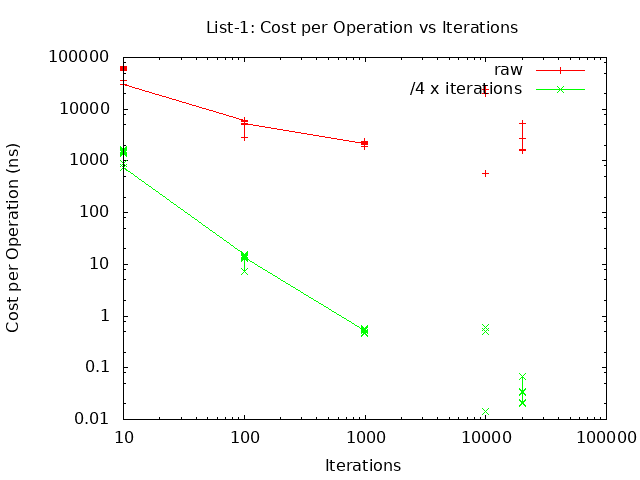 List-1: Cost per Operation vs Iterations
raw
/4 x iterations
Cost per Operation (ns)
100000
10000
1000
100
10
1
0.1
0.01
10
100
1000
10000
100000
Iterations